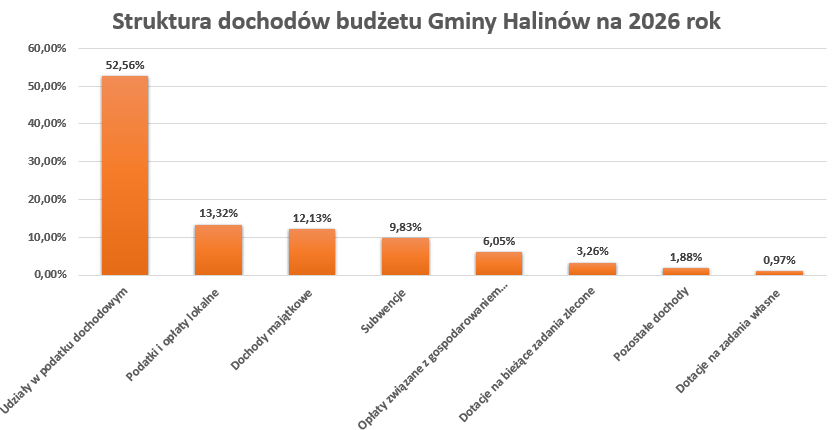 Struktura dochodów budżetu Gminy Halinów na 2026 rok
60,00%
50,00%
40,00%
30,00%
20,00%
10,00%
0,00%
52,56%
13,32%
12,13%
9,83%
6,05%
3,26%
1,88%
0,97%
Udziały w podatku dochodowym
Podatki i opłaty lokalne
Dochody majątkowe
Subwencje
Opłaty związane z gospodarowaniem...
Dotacje na bieżące zadania zlecone
Pozostałe dochody
Dotacje na zadania własne